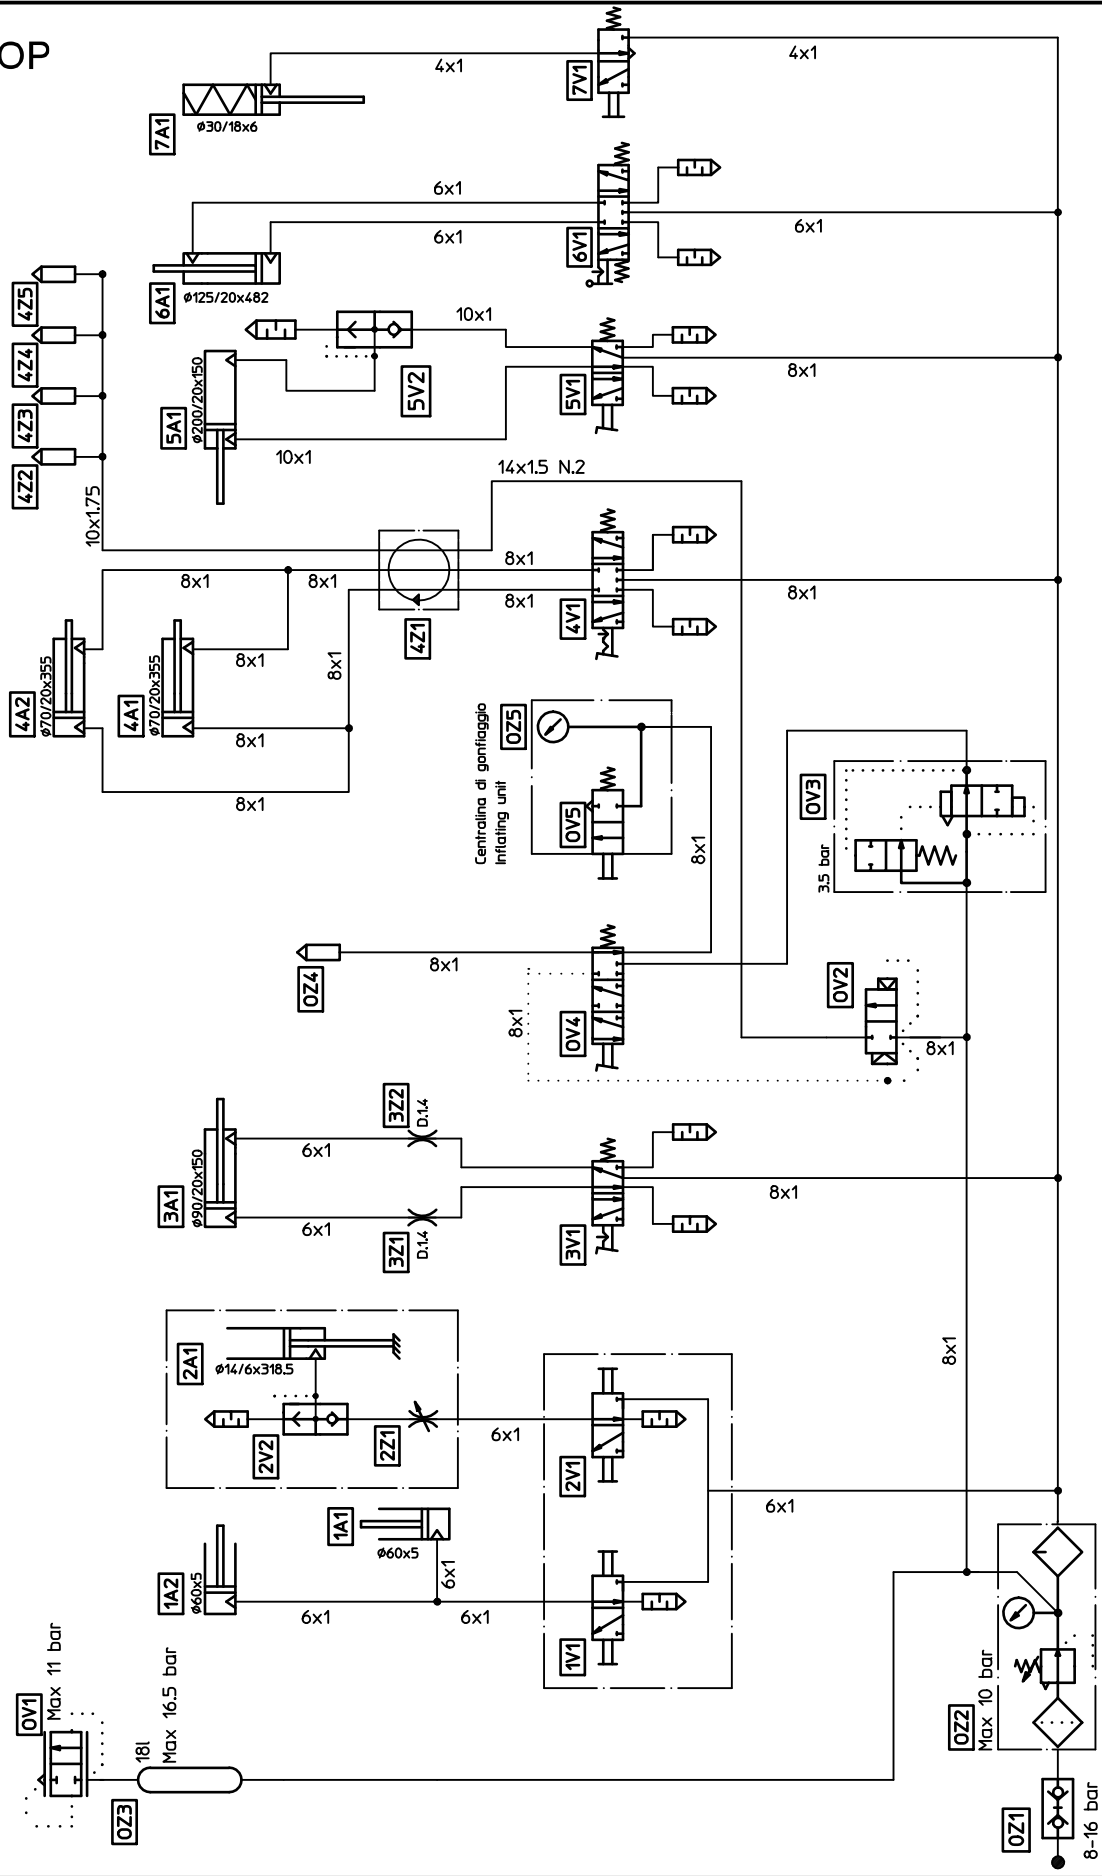 OP
7A1
ø30/18x6
4x1
7V1
4x1
6A1
ø125/20x482
6x1
6x1
6V1
6x1
4Z5
4Z4
4Z3
4Z2
10x1.75
5A1
ø200/20x150
5V2
10x1
10x1
5V1
8x1
14x1.5 N.2
4A2
ø70/20x355
4A1
ø70/20x355
8x1
8x1
8x1
8x1
8x1
8x1
4Z1
8x1
8x1
4V1
8x1
Centralina di gonfiaggio
Inflating unit
0Z5
0V5
8x1
0V3
3.5 bar
0Z4
8x1
8x1
0V4
0V2
8x1
3A1
ø90/20x150
6x1
6x1
3Z2
D.1.4
3Z1
D.1.4
3V1
8x1
2A1
ø14/6x318.5
2V2
2Z1
6x1
2V1
6x1
8x1
1A2
ø60x5
1A1
ø60x5
6x1
6x1
6x1
1V1
0V1
Max 11 bar
18l
Max 16.5 bar
0Z3
0Z2
Max 10 bar
0Z1
8-16 bar